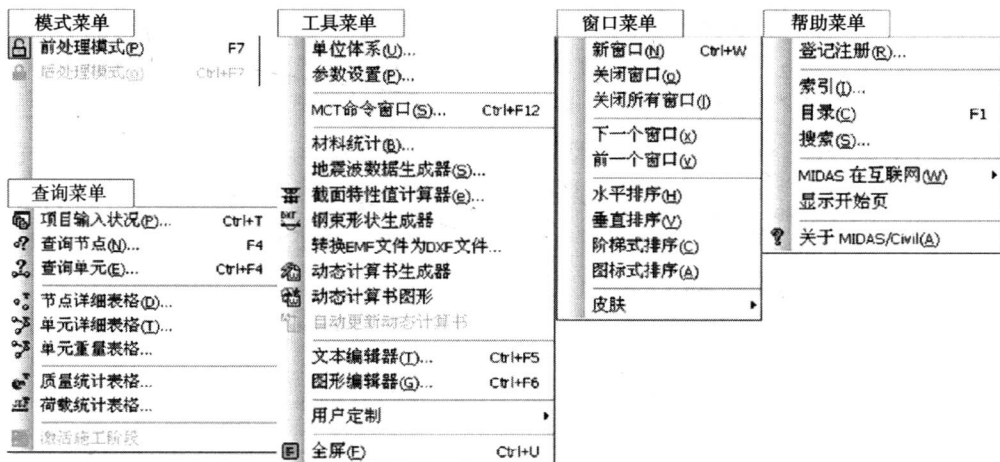 模式菜单
前处理模式(P) F7
后处理模式(o) Ctrl+F7
查询菜单
项目输入状况(P)... Ctrl+T
查询节点(N)... F4
查询单元(E)... Ctrl+F4
节点详细表格(D)...
单元详细表格(T)...
单元重量表格...
质量统计表格...
荷载统计表格...
激活施工阶段
工具菜单
单位体系(U)...
参数设置(P)...
MCT命令窗口(S)... Ctrl+F12
材料统计(B)...
地震波数据生成器(S)...
截面特性值计算器(e)...
钢束形状生成器
转换EMF文件为DXF文件...
动态计算书生成器
动态计算书图形
自动更新动态计算书
文本编辑器(T)... Ctrl+F5
图形编辑器(G)... Ctrl+F6
用户定制
全屏(F) Ctrl+U
窗口菜单
新窗口(N) Ctrl+W
关闭窗口(o)
关闭所有窗口(l)
下一个窗口(x)
前一个窗口(v)
水平排序(H)
垂直排序(V)
阶梯式排序(C)
图标式排序(A)
皮肤
帮助菜单
登记注册(R)...
索引(I)...
目录(C) F1
搜索(S)...
MIDAS 在互联网(W)
显示开始页
关于 MIDAS/Civil(A)